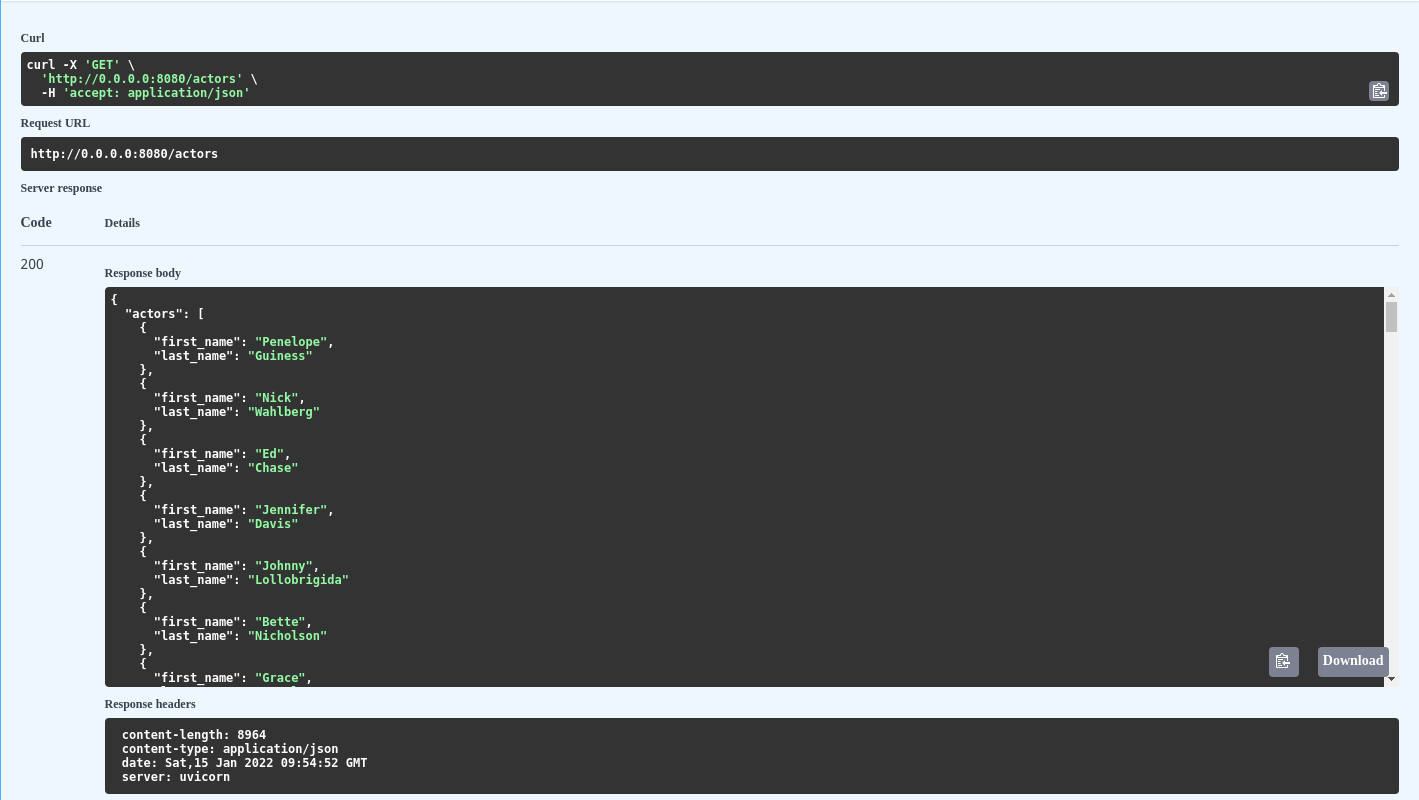 Curl
curl -X 'GET' \
  'http://0.0.0.0:8080/actors' \
  -H 'accept: application/json'
Request URL
http://0.0.0.0:8080/actors
Server response
Code Details
200
Response body
{
  "actors": [
    {
      "first_name": "Penelope",
      "last_name": "Guiness"
    },
    {
      "first_name": "Nick",
      "last_name": "Wahlberg"
    },
    {
      "first_name": "Ed",
      "last_name": "Chase"
    },
    {
      "first_name": "Jennifer",
      "last_name": "Davis"
    },
    {
      "first_name": "Johnny",
      "last_name": "Lollobrigida"
    },
    {
      "first_name": "Bette",
      "last_name": "Nicholson"
    },
    {
      "first_name": "Grace",
Download
Response headers
content-length: 8964
content-type: application/json
date: Sat,15 Jan 2022 09:54:52 GMT
server: uvicorn